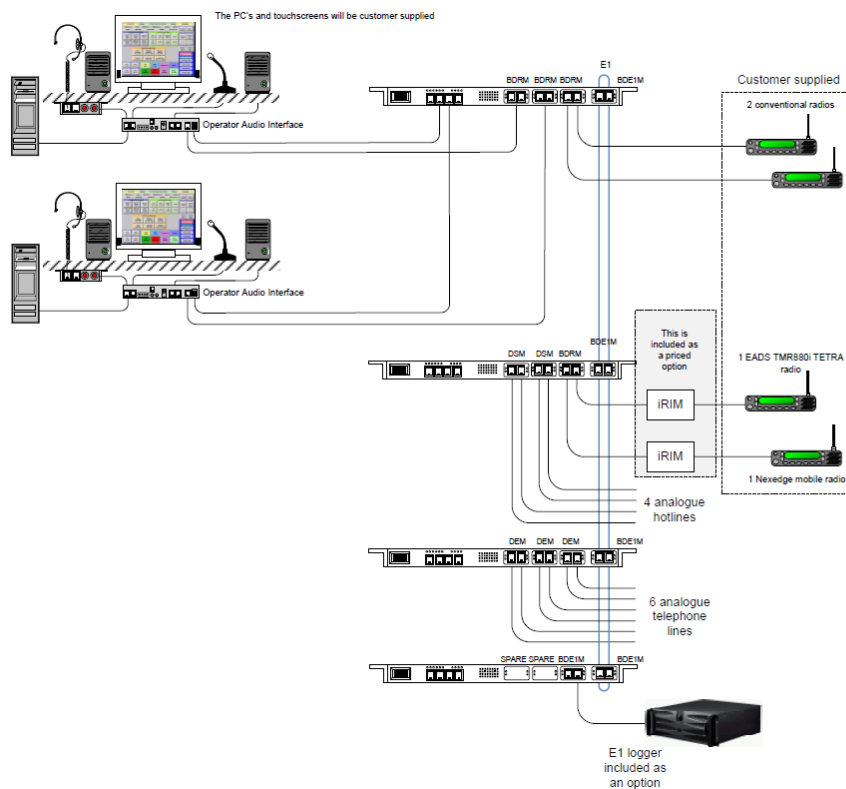 The PC's and touchscreens will be customer supplied
E1
BDRM BDRM BDRM BDE1M
Customer supplied
2 conventional radios
Operator Audio Interface
Operator Audio Interface
This is
included as
a priced
option
DSM DSM BDRM BDE1M
1 EADS TMR880i TETRA
radio
iRIM
iRIM
1 Nexedge mobile radio
4 analogue
hotlines
DEM DEM DEM BDE1M
6 analogue
telephone
lines
SPARE SPARE BDE1M BDE1M
E1 logger
included as
an option